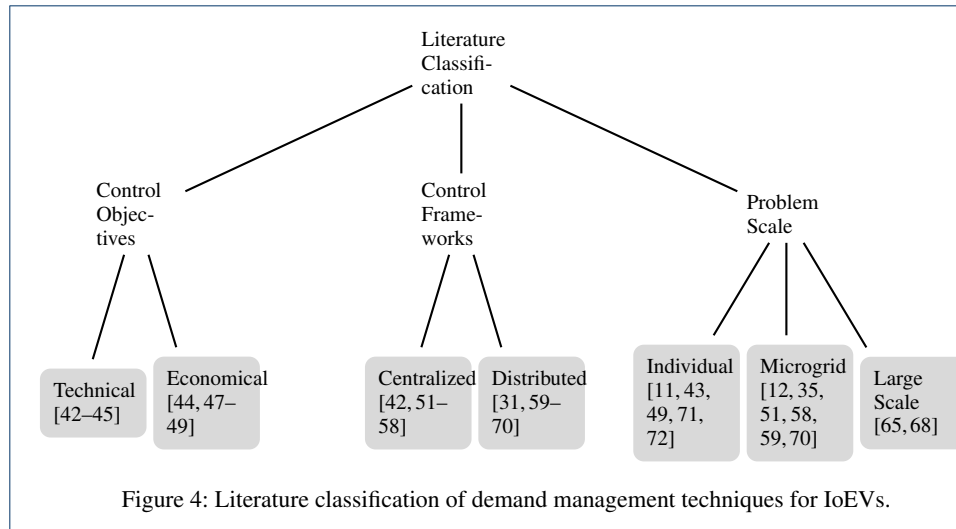 Literature
Classifi-
cation
Control
Objec-
tives
Control
Frame-
works
Problem
Scale
Technical
[42–45]
Economical
[44, 47–
49]
Centralized
[42, 51–
58]
Distributed
[31, 59–
70]
Individual
[11, 43,
49, 71,
72]
Microgrid
[12, 35,
51, 58,
59, 70]
Large
Scale
[65, 68]
Figure 4: Literature classification of demand management techniques for IoEVs.